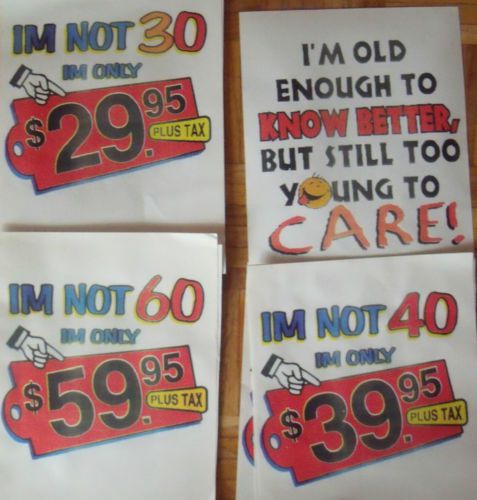 IM NOT 30
IM ONLY
$29.95
PLUS TAX
I'M OLD
ENOUGH TO
KNOW BETTER,
BUT STILL TOO
YOUNG TO
CARE!
IM NOT 60
IM ONLY
$59.95
PLUS TAX
IM NOT 40
IM ONLY
$39.95
PLUS TAX